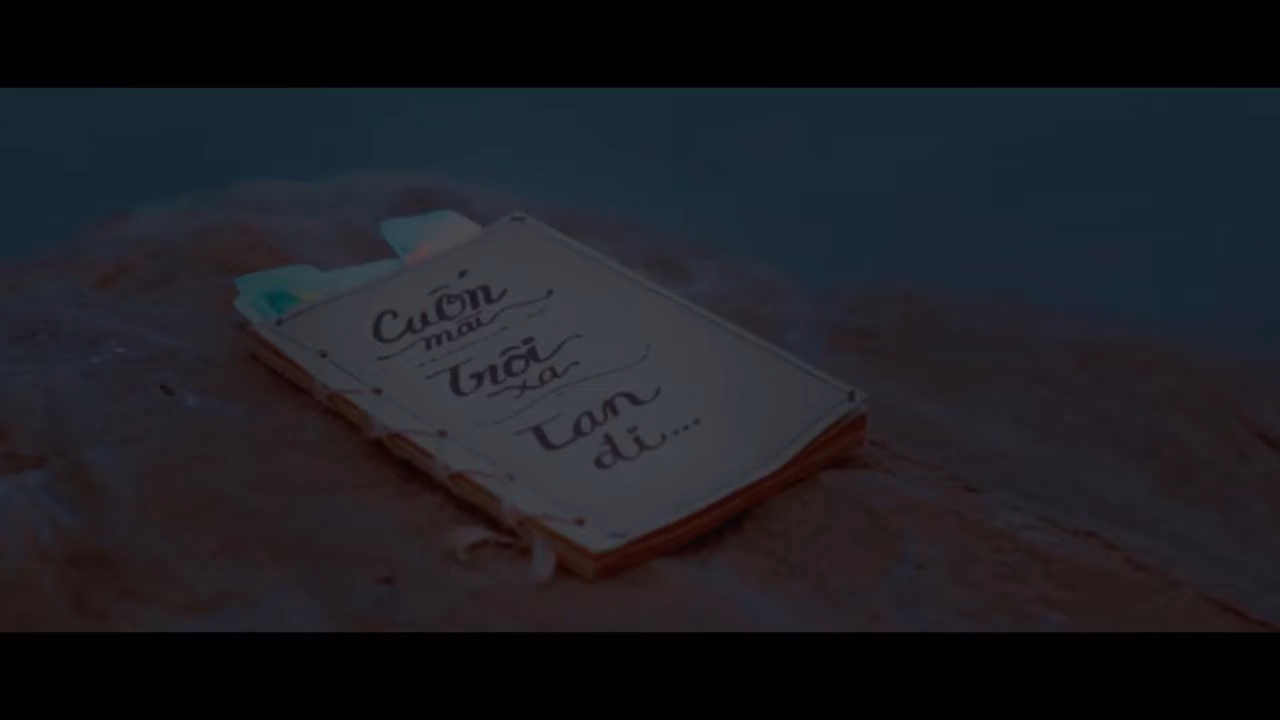 Cuốn
mãi
Trôi
xa
Tan
đi...